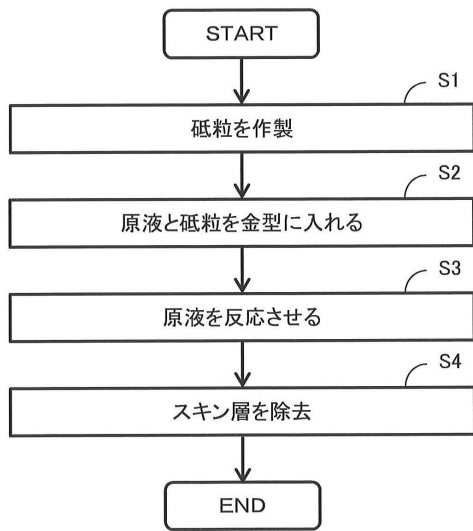 START
S1
砥粒を作製
S2
原液と砥粒を金型に入れる
S3
原液を反応させる
S4
スキン層を除去
END